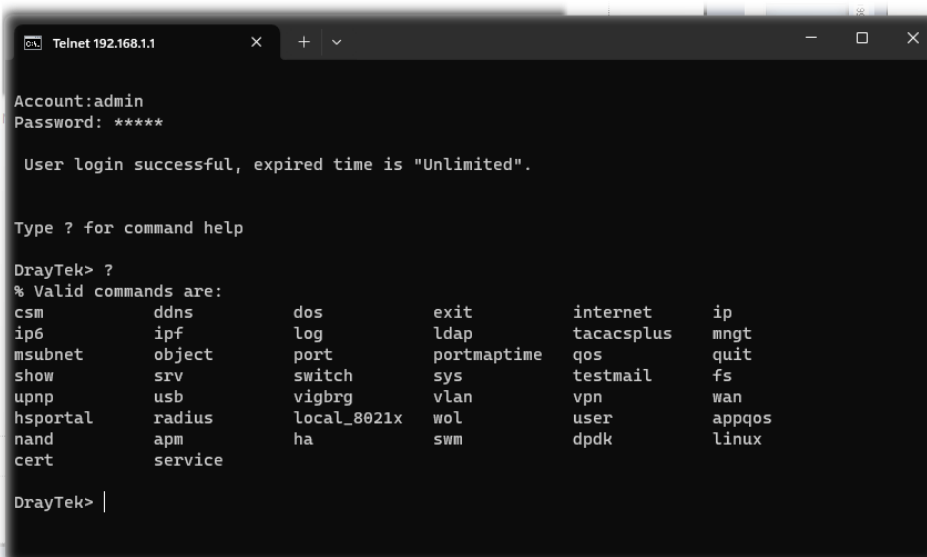 Telnet 192.168.1.1
Account:admin
Password: *****
User login successful, expired time is "Unlimited".
Type ? for command help
DrayTek> ?
% Valid commands are:
csm ddns dos exit internet ip
ip6 ipf log ldap tacacsplus mngt
msubnet object port portmaptime qos quit
show srv switch sys testmail fs
upnp usb vigbrg vlan vpn wan
hsportal radius local_8021x wol user appqos
nand apm ha swm dpdk linux
cert service
DrayTek>